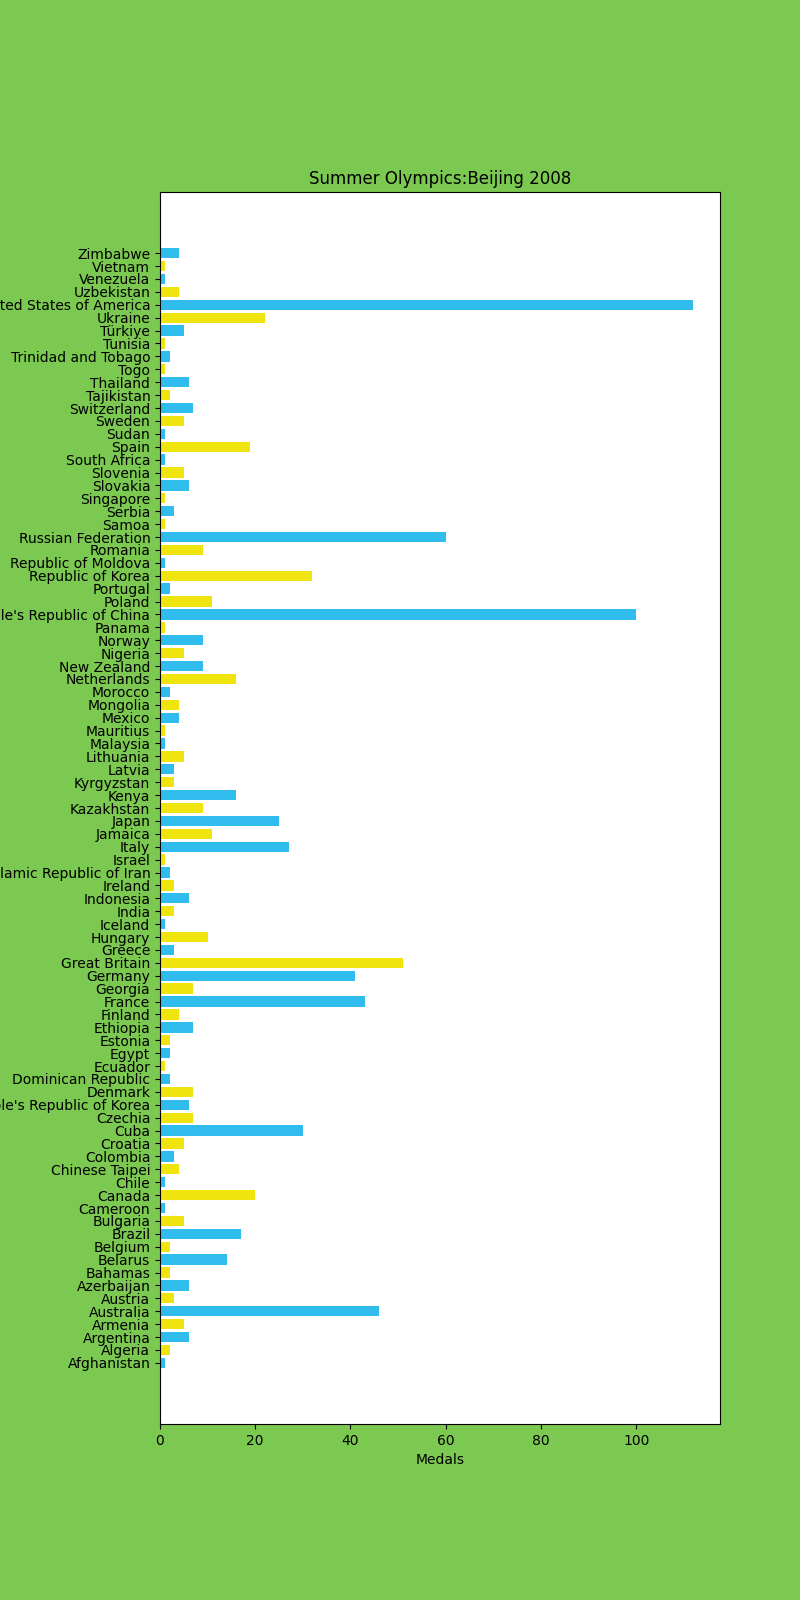 Summer Olympics:Beijing 2008
Zimbabwe
Vietnam
Venezuela
Uzbekistan
ted States of America
Ukraine
Türkiye
Tunisia
Trinidad and Tobago
Togo
Thailand
Tajikistan
Switzerland
Sweden
Sudan
Spain
South Africa
Slovenia
Slovakia
Singapore
Serbia
Samoa
Russian Federation
Romania
Republic of Moldova
Republic of Korea
Portugal
Poland
le's Republic of China
Panama
Norway
Nigeria
New Zealand
Netherlands
Morocco
Mongolia
Mexico
Mauritius
Malaysia
Lithuania
Latvia
Kyrgyzstan
Kenya
Kazakhstan
Japan
Jamaica
Italy
Israel
lamic Republic of Iran
Ireland
Indonesia
India
Iceland
Hungary
Greece
Great Britain
Germany
Georgia
France
Finland
Ethiopia
Estonia
Egypt
Ecuador
Dominican Republic
Denmark
le's Republic of Korea
Czechia
Cuba
Croatia
Colombia
Chinese Taipei
Chile
Canada
Cameroon
Bulgaria
Brazil
Belgium
Belarus
Bahamas
Azerbaijan
Austria
Australia
Armenia
Argentina
Algeria
Afghanistan
0 20 40 60 80 100
Medals